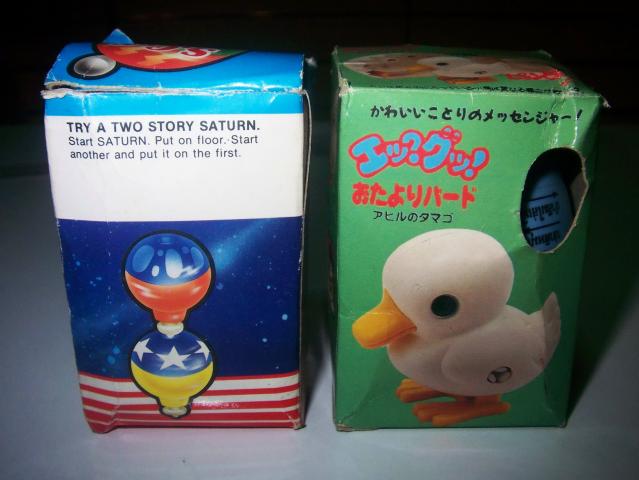 TRY A TWO STORY SATURN.
Start SATURN. Put on floor. Start
another and put it on the first.
かわいいことりのメッセンジャー!
エッ?グッ!
おたよりバード
アヒルのタマゴ